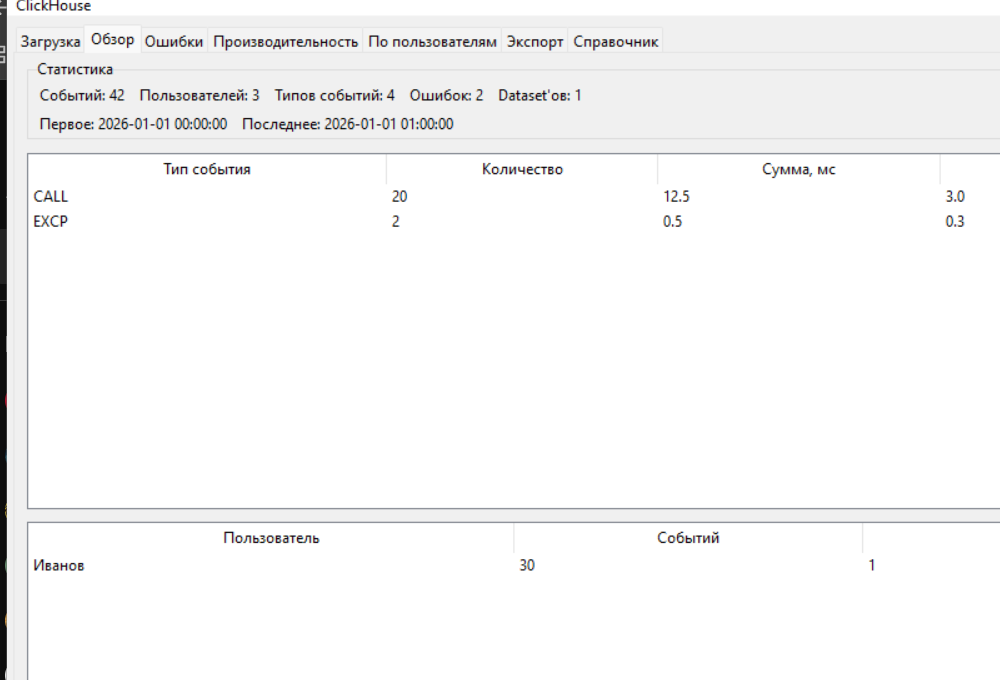 ClickHouse
Загрузка Обзор Ошибки Производительность По пользователям Экспорт Справочник
Статистика
Событий: 42 Пользователей: 3 Типов событий: 4 Ошибок: 2 Dataset'ов: 1
Первое: 2026-01-01 00:00:00 Последнее: 2026-01-01 01:00:00
Тип события Количество Сумма, мс
CALL 20 12.5 3.0
EXCP 2 0.5 0.3
Пользователь Событий
Иванов 30 1